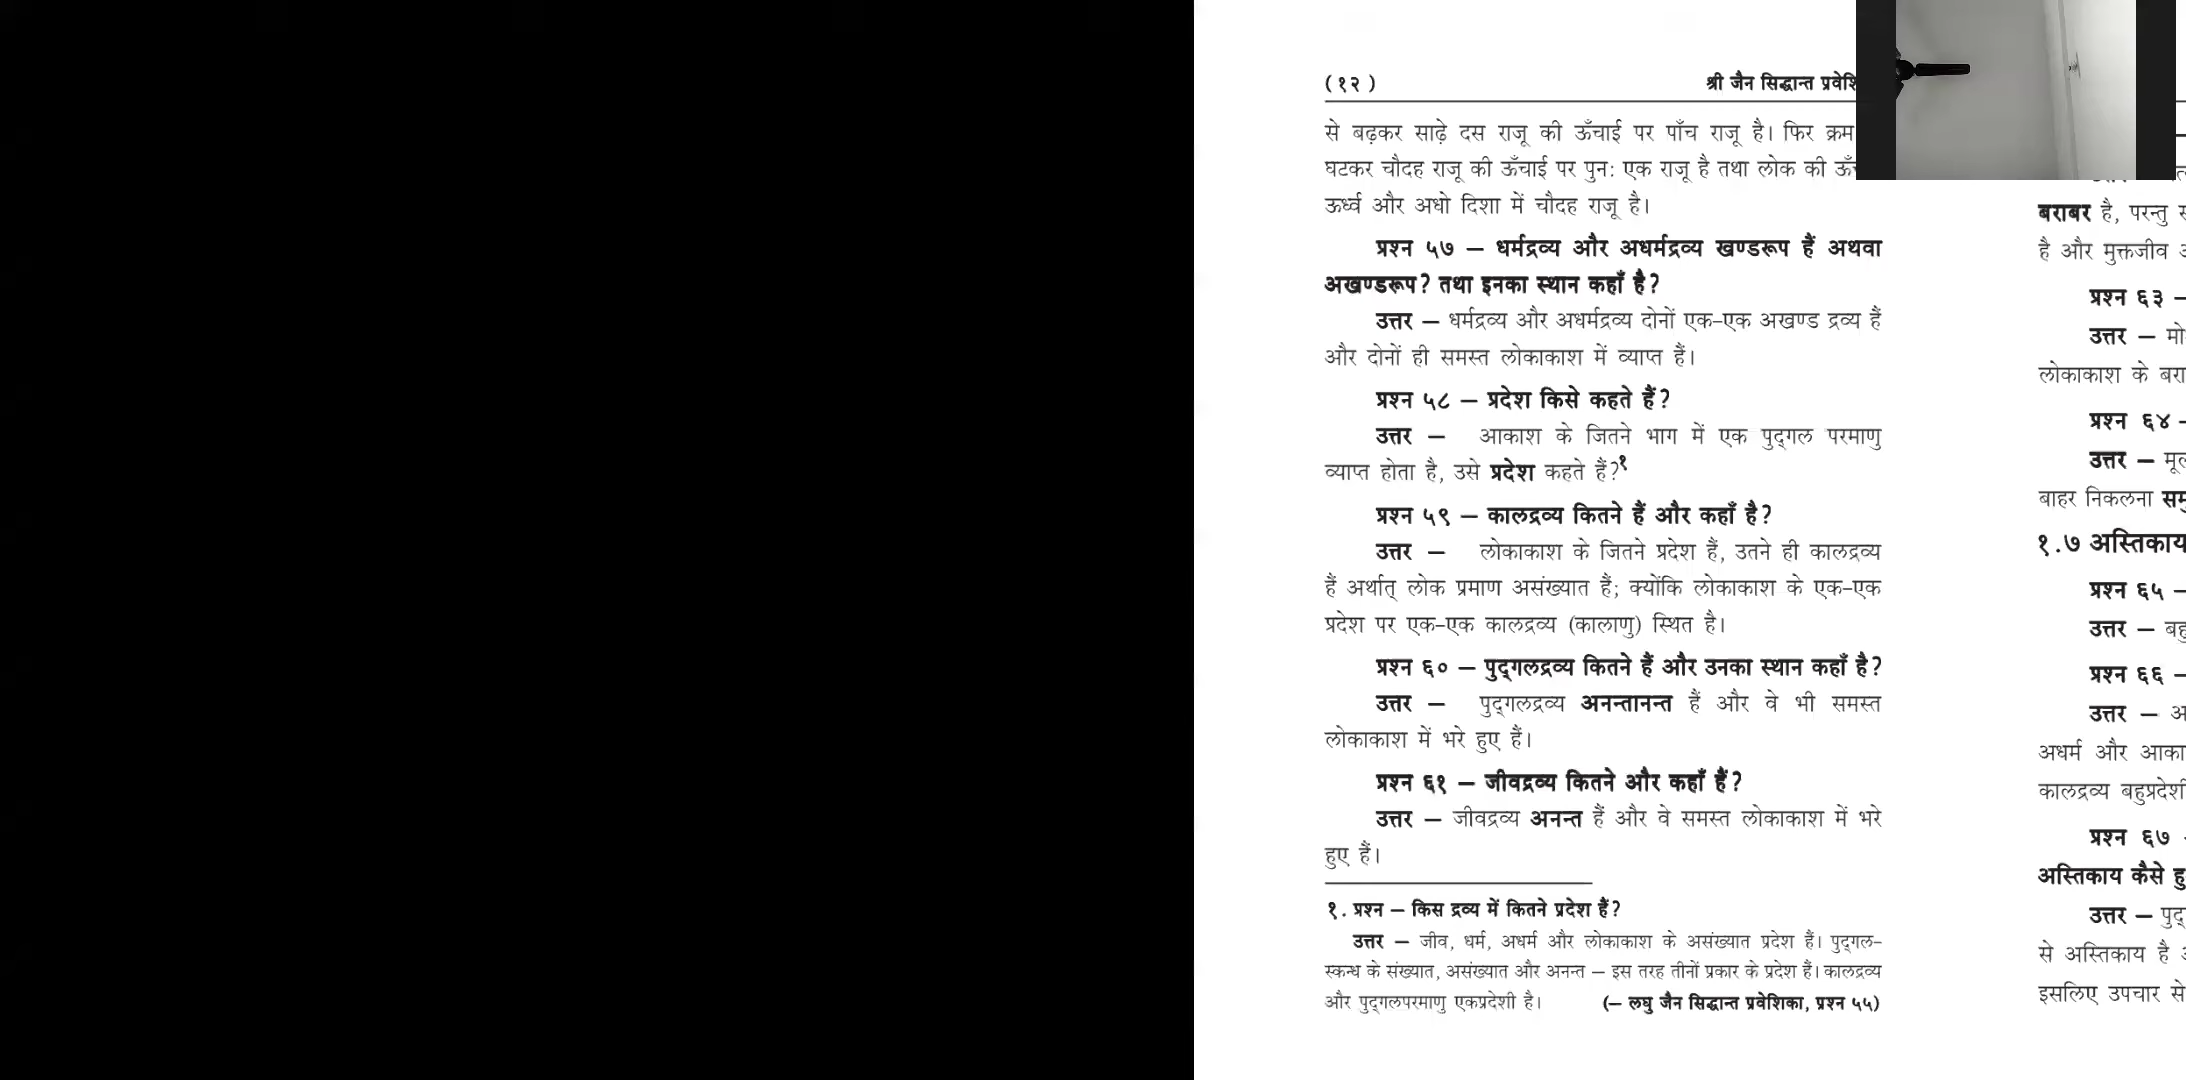 ( १२ )
श्री जैन सिद्धान्त
से बढ़कर साढ़े दस राजू की ऊँचाई पर पाँच राजू है। फिर क्रम
घटकर चौदह राजू की ऊँचाई पर पुनः एक राजू है तथा लोक की
ऊर्ध्व और अधो दिशा में चौदह राजू है।
प्रश्न ५७ – धर्मद्रव्य और अधर्मद्रव्य खण्डरूप हैं अथवा
अखण्डरूप? तथा इनका स्थान कहाँ है?
उत्तर – धर्मद्रव्य और अधर्मद्रव्य दोनों एक-एक अखण्ड द्रव्य हैं
और दोनों ही समस्त लोकाकाश में व्याप्त हैं।
प्रश्न ५८ – प्रदेश किसे कहते हैं?
उत्तर – आकाश के जितने भाग में एक पुद्गल परमाणु
व्याप्त होता है, उसे प्रदेश कहते हैं?१
प्रश्न ५९ – कालद्रव्य कितने हैं और कहाँ है?
उत्तर – लोकाकाश के जितने प्रदेश हैं, उतने ही कालद्रव्य
हैं अर्थात् लोक प्रमाण असंख्यात हैं; क्योंकि लोकाकाश के एक-एक
प्रदेश पर एक-एक कालद्रव्य (कालाणु) स्थित है।
प्रश्न ६० – पुद्गलद्रव्य कितने हैं और उनका स्थान कहाँ है?
उत्तर – पुद्गलद्रव्य अनन्तानन्त हैं और वे भी समस्त
लोकाकाश में भरे हुए हैं।
प्रश्न ६१ – जीवद्रव्य कितने और कहाँ हैं?
उत्तर – जीवद्रव्य अनन्त हैं और वे समस्त लोकाकाश में भरे
हुए हैं।
१. प्रश्न – किस द्रव्य में कितने प्रदेश हैं?
उत्तर – जीव, धर्म, अधर्म और लोकाकाश के असंख्यात प्रदेश हैं। पुद्गल-
स्कन्ध के संख्यात, असंख्यात और अनन्त – इस तरह तीनों प्रकार के प्रदेश हैं। कालद्रव्य
और पुद्गलपरमाणु एकप्रदेशी है। (– लघु जैन सिद्धान्त प्रवेशिका, प्रश्न ५५)
बराबर है, परन्तु
है और मुक्तजीव
प्रश्न ६३ –
उत्तर –
लोकाकाश के
प्रश्न ६४ –
उत्तर –
बाहर निकलना
१.७ अस्तिकाय
प्रश्न ६५ –
उत्तर –
प्रश्न ६६ –
उत्तर –
अधर्म और
कालद्रव्य
प्रश्न ६७
अस्तिकाय कैसे
उत्तर –
से अस्तिकाय है
इसलिए उपचार से